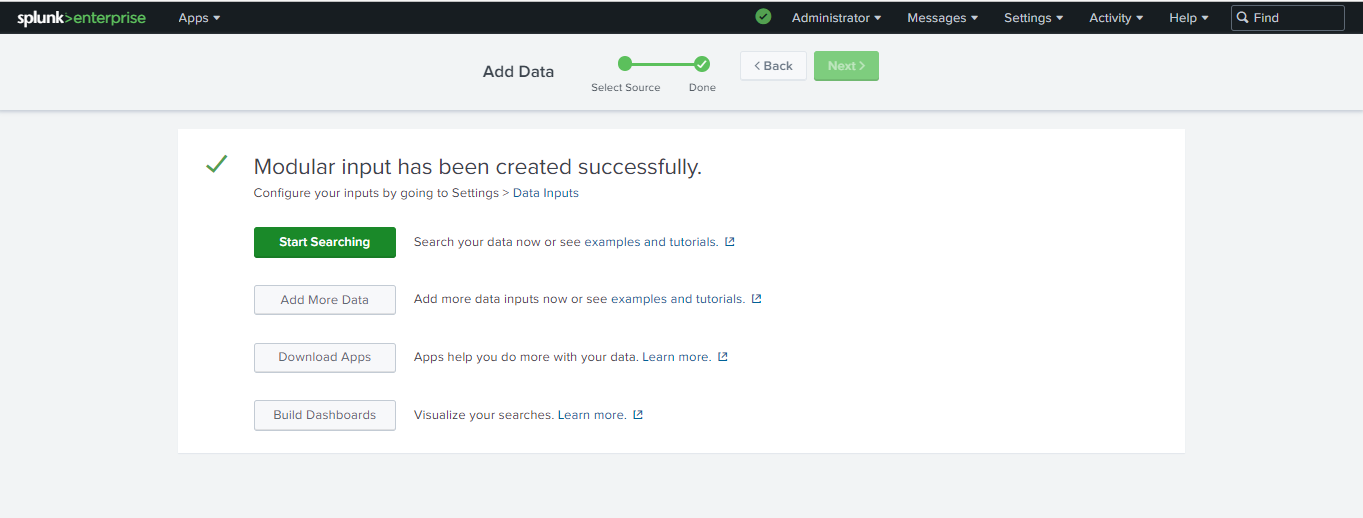 splunk>enterprise Apps Administrator Messages Settings Activity Help Find
Add Data
Select Source Done
< Back Next >
Modular input has been created successfully.
Configure your inputs by going to Settings > Data Inputs
Start Searching Search your data now or see examples and tutorials.
Add More Data Add more data inputs now or see examples and tutorials.
Download Apps Apps help you do more with your data. Learn more.
Build Dashboards Visualize your searches. Learn more.